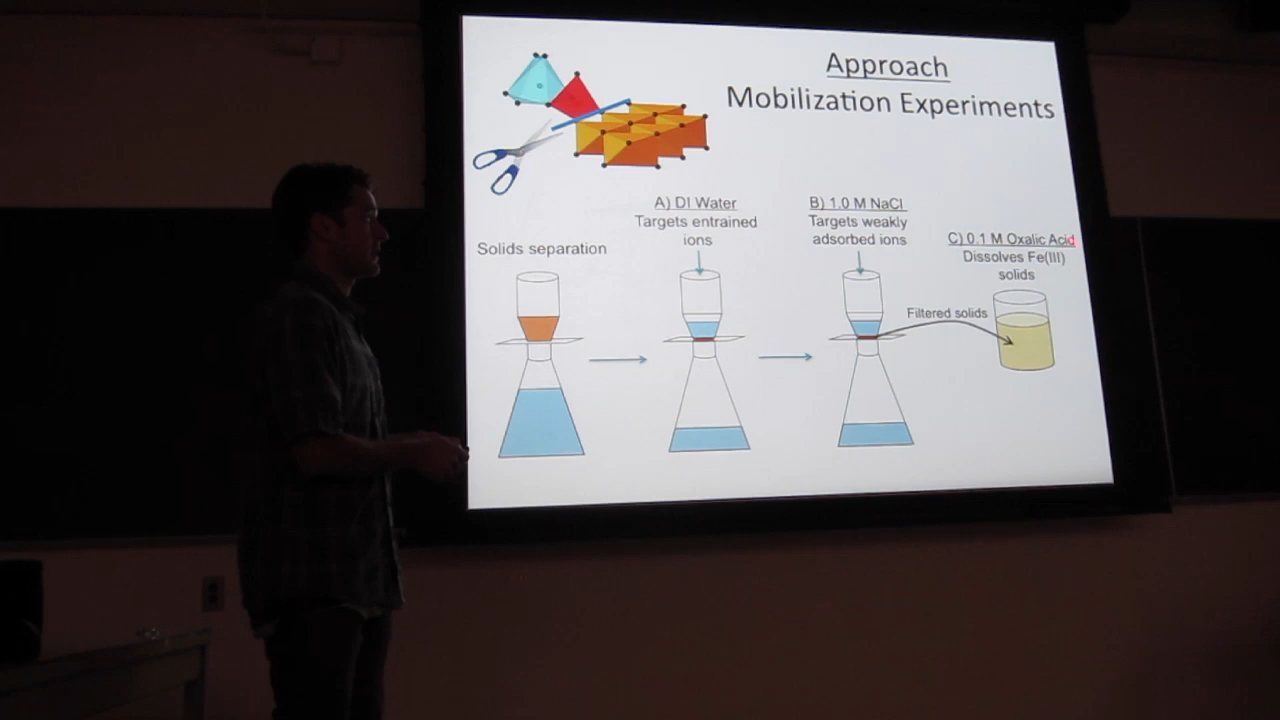 Approach
Mobilization Experiments
Solids separation
A) DI Water
Targets entrained
ions
B) 1.0 M NaCl
Targets weakly
adsorbed ions
C) 0.1 M Oxalic Acid
Dissolves Fe(III)
solids
Filtered solids